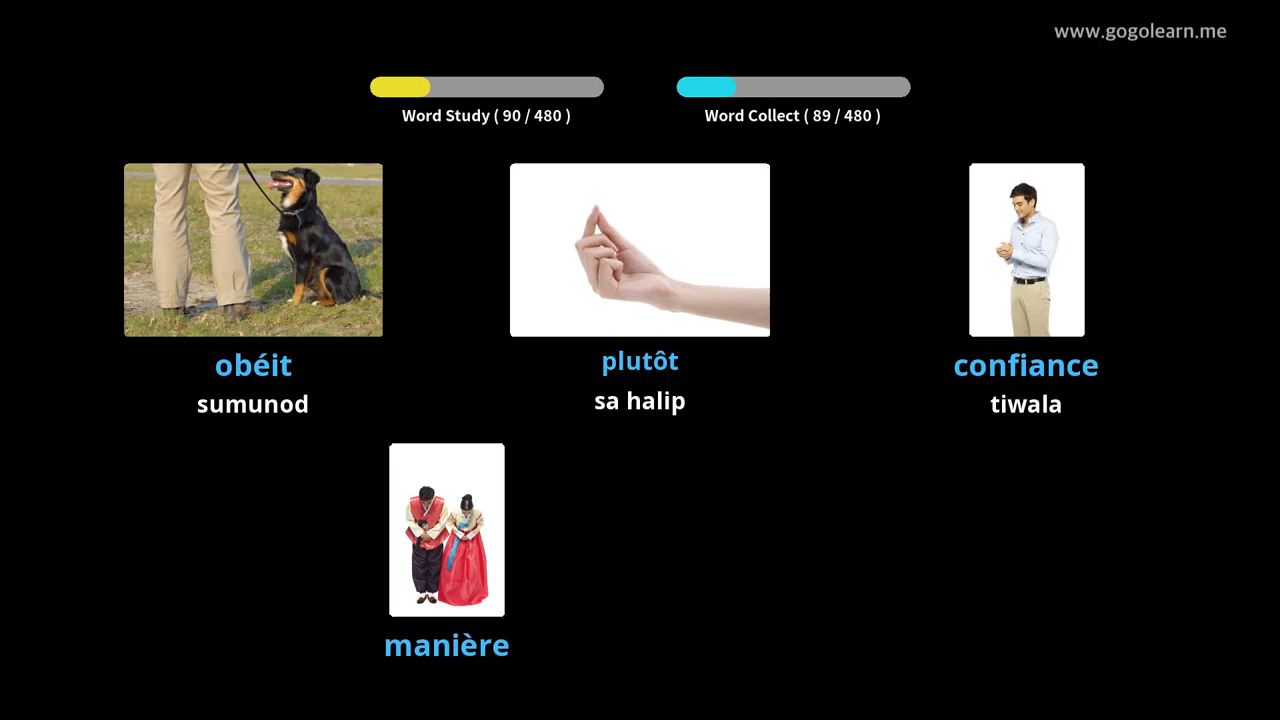 www.gogolearn.me
Word Study ( 90 / 480 )
Word Collect ( 89 / 480 )
obéit
sumunod
plutôt
sa halip
confiance
tiwala
manière